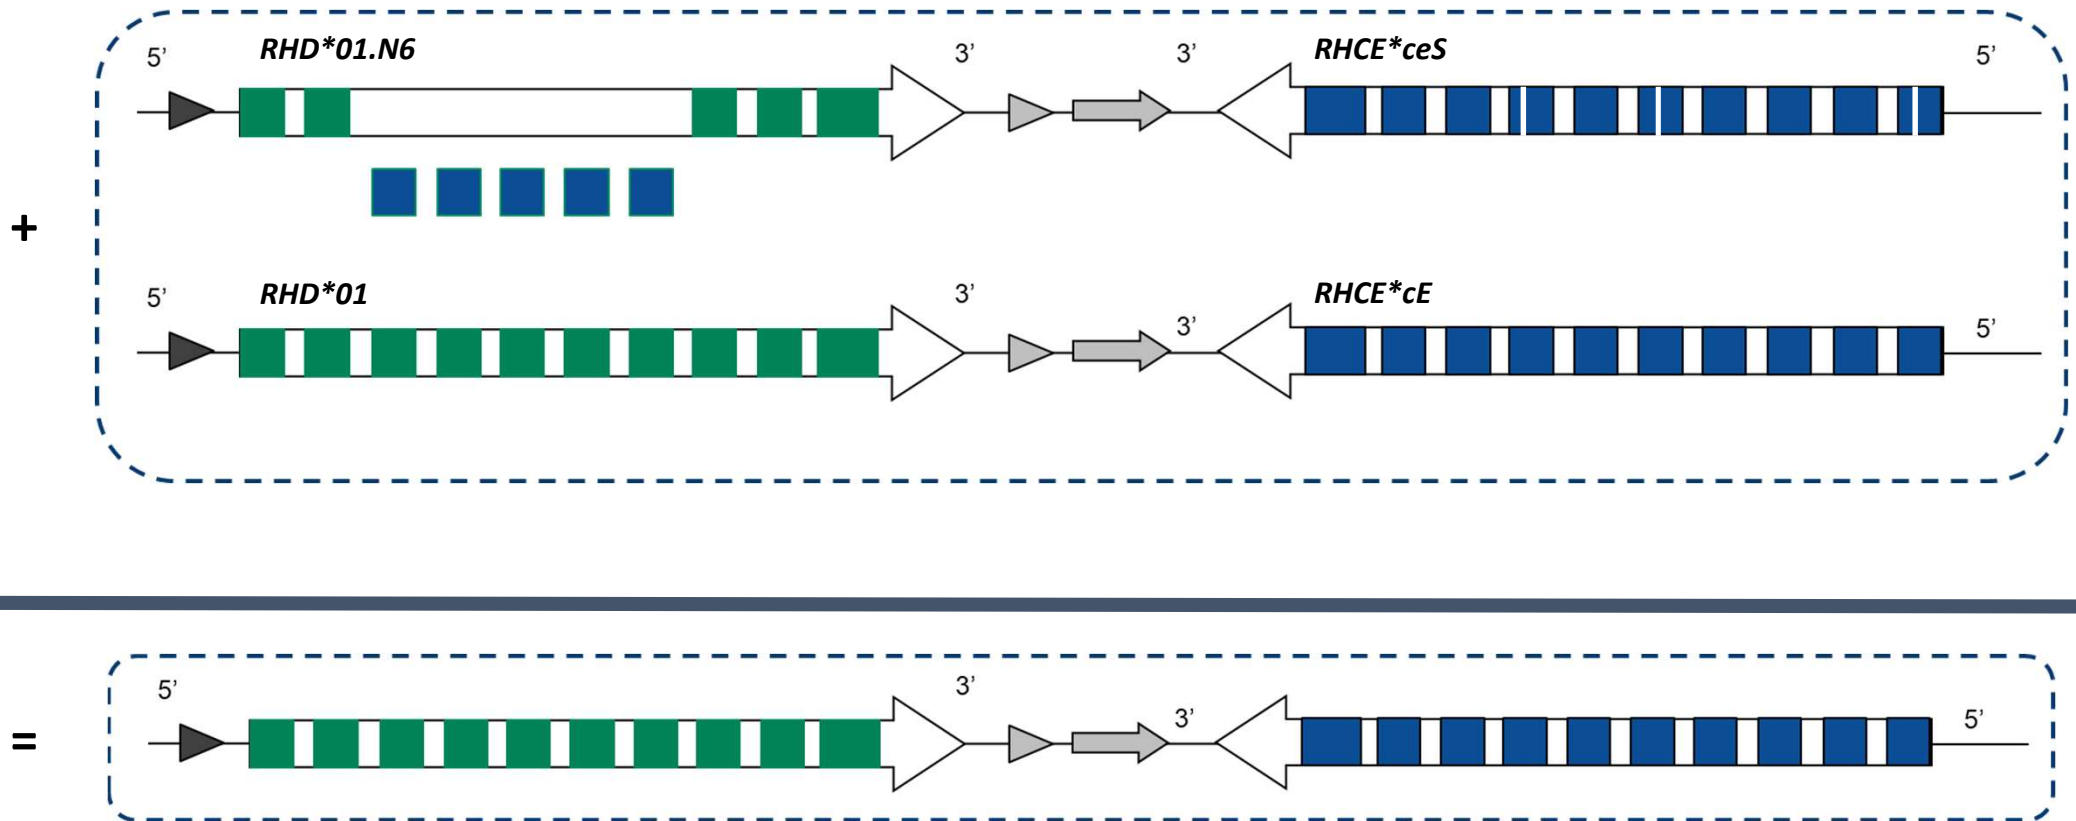 5’ RHD*01.N6 3’ 3’ RHCE*ceS 5’
+
5’ RHD*01 3’ 3’ RHCE*cE 5’
=
5’ 3’ 3’ 5’